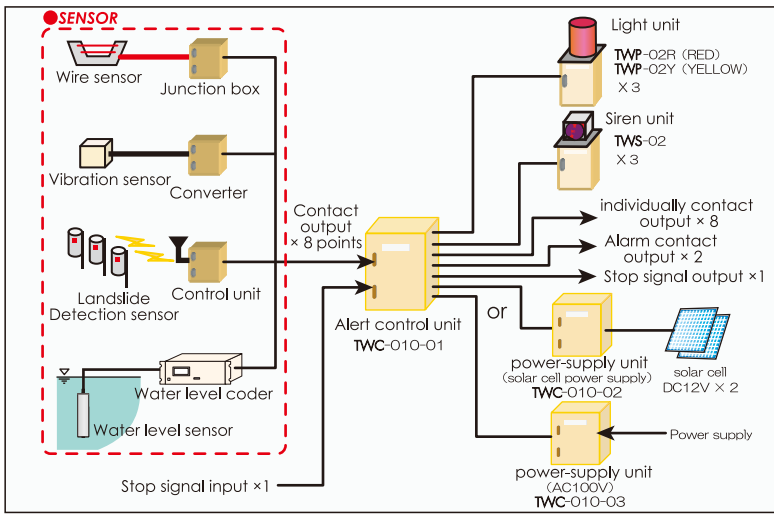 ●SENSOR
Wire sensor
Junction box
Vibration sensor
Converter
Landslide
Detection sensor
Control unit
Water level coder
Water level sensor
Stop signal input ×1
Contact
output
× 8 points
Alert control unit
TWC-010-01
Light unit
TWP-02R (RED)
TWP-02Y (YELLOW)
× 3
Siren unit
TWS-02
× 3
individually contact
output × 8
Alarm contact
output × 2
Stop signal output ×1
or
power-supply unit
(solar cell power supply)
TWC-010-02
solar cell
DC12V × 2
Power supply
power-supply unit
(AC100V)
TWC-010-03